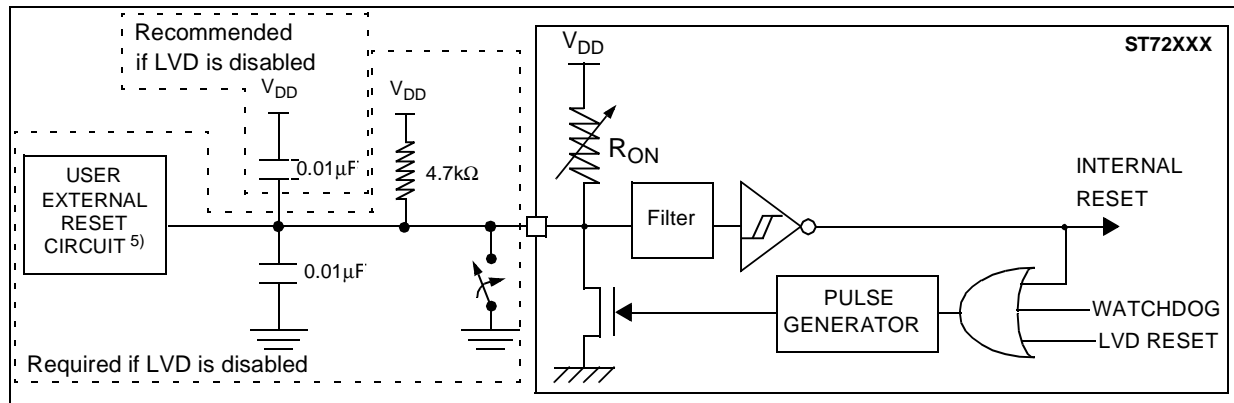 Recommended
if LVD is disabled
VDD
0.01µF
VDD
4.7kΩ
USER
EXTERNAL
RESET
CIRCUIT 5)
0.01µF
Required if LVD is disabled
ST72XXX
VDD
RON
Filter
INTERNAL
RESET
PULSE
GENERATOR
WATCHDOG
LVD RESET